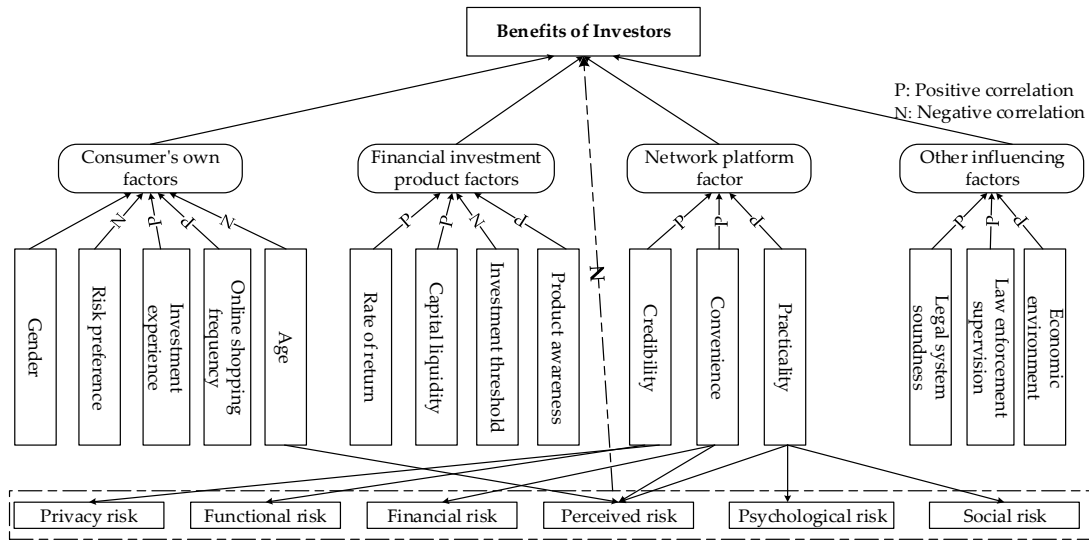 Benefits of Investors
P: Positive correlation
N: Negative correlation
Consumer's own
factors
Financial investment
product factors
Network platform
factor
Other influencing
factors
N
P
P
N
P
P
N
P
P
P
P
P
P
P
N
Gender
Risk preference
Investment
experience
Online shopping
frequency
Age
Rate of return
Capital liquidity
Investment threshold
Product awareness
Credibility
Convenience
Practicality
Legal system
soundness
Law enforcement
supervision
Economic
environment
Privacy risk
Functional risk
Financial risk
Perceived risk
Psychological risk
Social risk